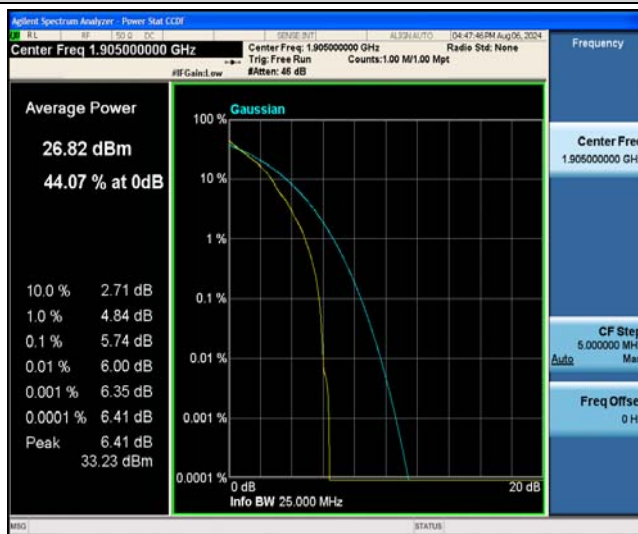 Agilent Spectrum Analyzer - Power Stat CCDF
RL RF 50 Ω DC SENSE:INT ALIGN AUTO 04:47:46 PM Aug 06, 2024
Center Freq 1.905000000 GHz
Center Freq: 1.905000000 GHz Radio Std: None
Trig: Free Run Counts:1.00 M/1.00 Mpt
#IFGain:Low #Atten: 46 dB
Frequency
Average Power
26.82 dBm
44.07 % at 0dB
10.0 % 2.71 dB
1.0 % 4.84 dB
0.1 % 5.74 dB
0.01 % 6.00 dB
0.001 % 6.35 dB
0.0001 % 6.41 dB
Peak 6.41 dB
33.23 dBm
Gaussian
100 %
10 %
1 %
0.1 %
0.01 %
0.001 %
0.0001 %
0 dB 20 dB
Info BW 25.000 MHz
Center Fre
1.905000000 GH
CF Step
5.000000 MH
Auto Ma
Freq Offse
0 H
MSG STATUS